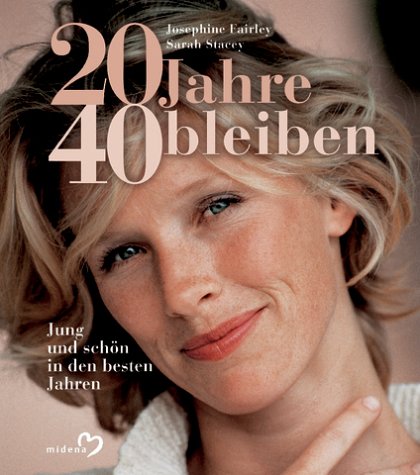 Josephine Fairley
Sarah Stacey
20 Jahre
40 bleiben
Jung
und schön
in den besten
Jahren
midena